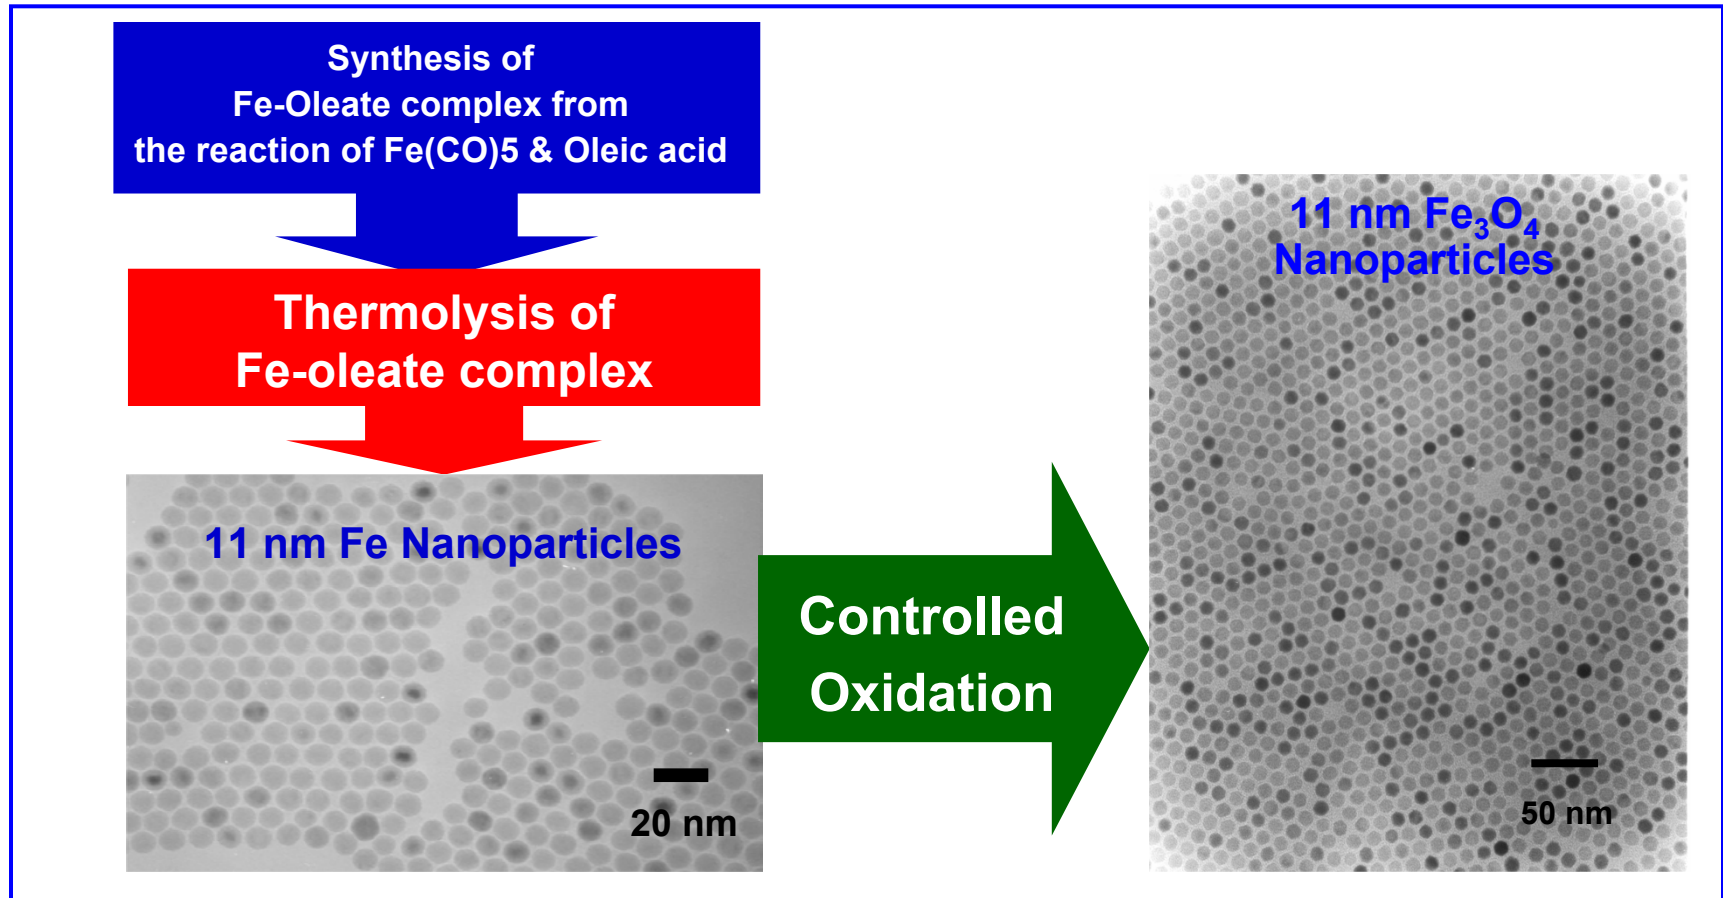 Synthesis of
Fe-Oleate complex from
the reaction of Fe(CO)5 & Oleic acid
Thermolysis of
Fe-oleate complex
11 nm Fe Nanoparticles
20 nm
Controlled
Oxidation
11 nm Fe₃O₄
Nanoparticles
50 nm